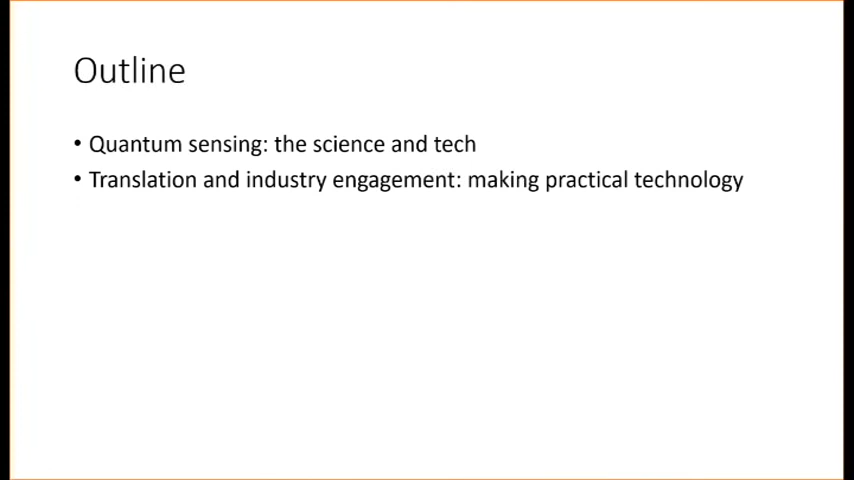 Outline
• Quantum sensing: the science and tech
• Translation and industry engagement: making practical technology